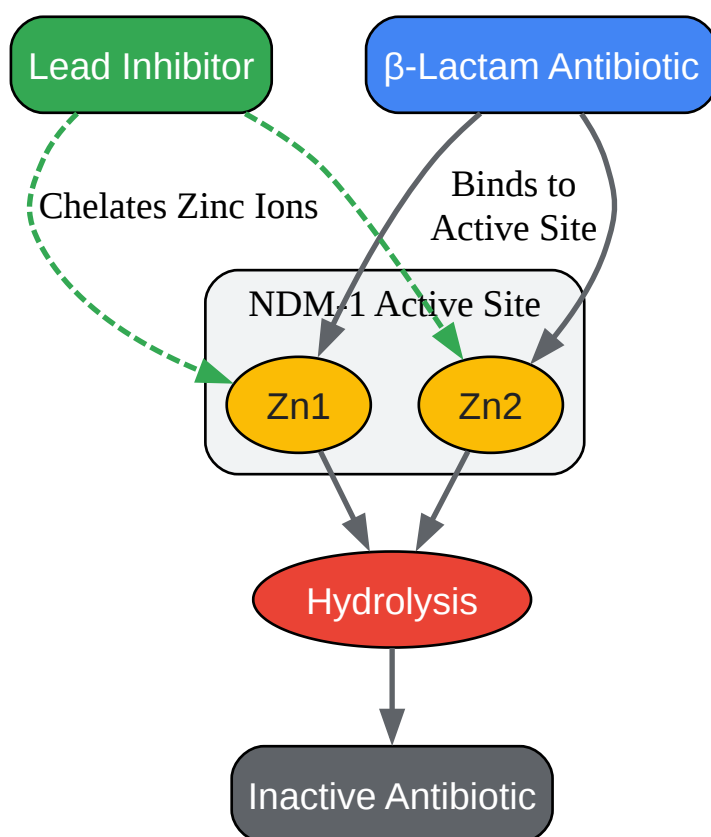 Lead Inhibitor
β-Lactam Antibiotic
Chelates Zinc Ions
Binds to
Active Site
NDM-1 Active Site
Zn1
Zn2
Hydrolysis
Inactive Antibiotic